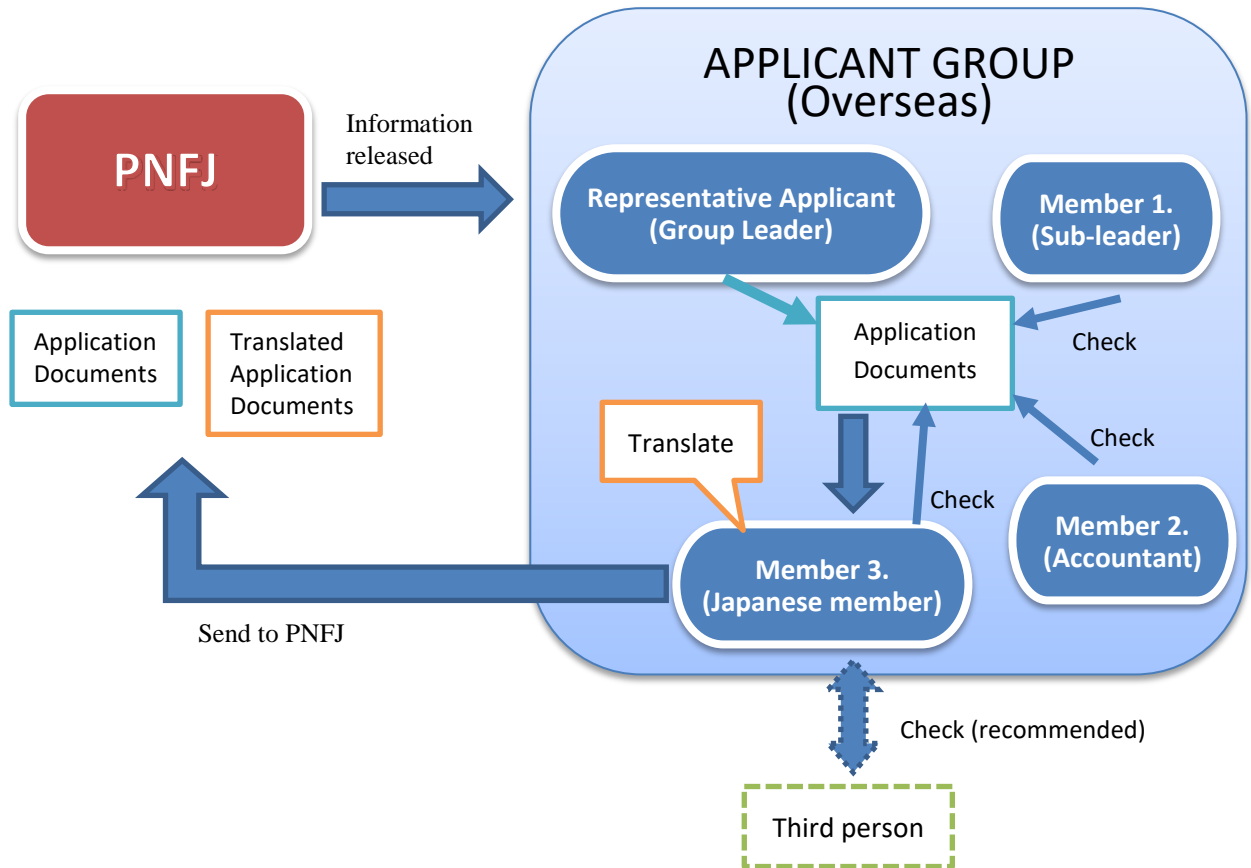 APPLICANT GROUP
(Overseas)
PNFJ
Information
released
Representative Applicant
(Group Leader)
Member 1.
(Sub-leader)
Application
Documents
Translated
Application
Documents
Application
Documents
Check
Translate
Check
Check
Member 2.
(Accountant)
Member 3.
(Japanese member)
Send to PNFJ
Check (recommended)
Third person